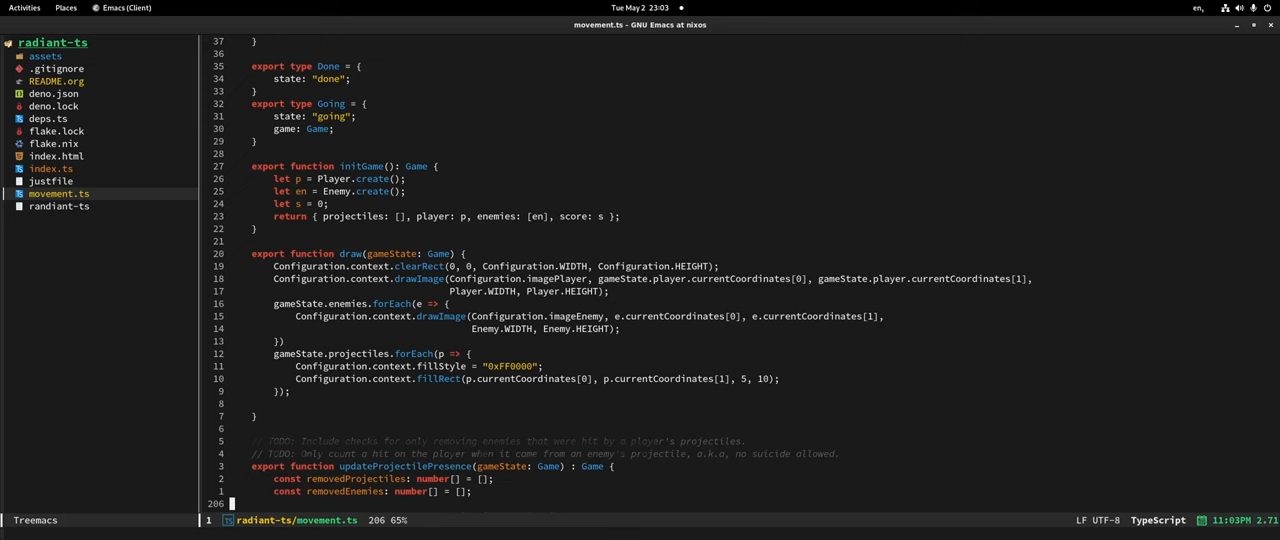 Activities Places Emacs (Client) Tue May 2 23:03 en,
movement.ts - GNU Emacs at nixos
radiant-ts
assets
.gitignore
README.org
deno.json
deno.lock
deps.ts
flake.lock
flake.nix
index.html
index.ts
justfile
movement.ts
randiant-ts
37 }
36
35 export type Done = {
34 state: "done";
33 }
32 export type Going = {
31 state: "going";
30 game: Game;
29 }
28
27 export function initGame(): Game {
26 let p = Player.create();
25 let en = Enemy.create();
24 let s = 0;
23 return { projectiles: [], player: p, enemies: [en], score: s };
22 }
21
20 export function draw(gameState: Game) {
19 Configuration.context.clearRect(0, 0, Configuration.WIDTH, Configuration.HEIGHT);
18 Configuration.context.drawImage(Configuration.imagePlayer, gameState.player.currentCoordinates[0], gameState.player.currentCoordinates[1],
17 Player.WIDTH, Player.HEIGHT);
16 gameState.enemies.forEach(e => {
15 Configuration.context.drawImage(Configuration.imageEnemy, e.currentCoordinates[0], e.currentCoordinates[1],
14 Enemy.WIDTH, Enemy.HEIGHT);
13 })
12 gameState.projectiles.forEach(p => {
11 Configuration.context.fillStyle = "0xFF0000";
10 Configuration.context.fillRect(p.currentCoordinates[0], p.currentCoordinates[1], 5, 10);
9 });
8
7 }
6
5 // TODO: Include checks for only removing enemies that were hit by a player's projectiles.
4 // TODO: Only count a hit on the player when it came from an enemy's projectile, a.k.a, no suicide allowed.
3 export function updateProjectilePresence(gameState: Game) : Game {
2 const removedProjectiles: number[] = [];
1 const removedEnemies: number[] = [];
206
Treemacs 1 TS radiant-ts/movement.ts 206 65% LF UTF-8 TypeScript 11:03PM 2.71